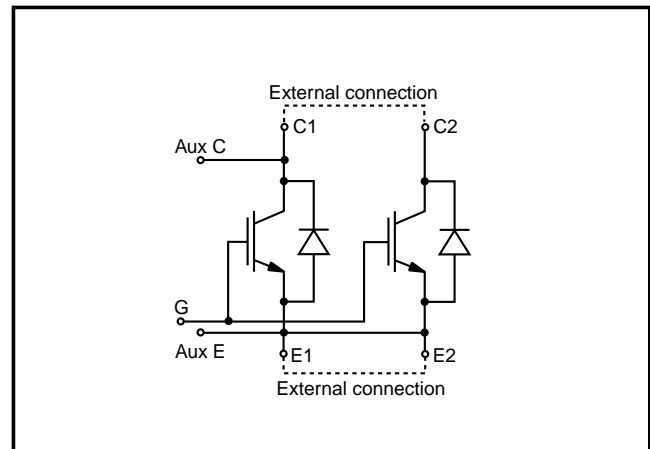 External connection
C1
C2
Aux C
G
Aux E
E1
E2
External connection